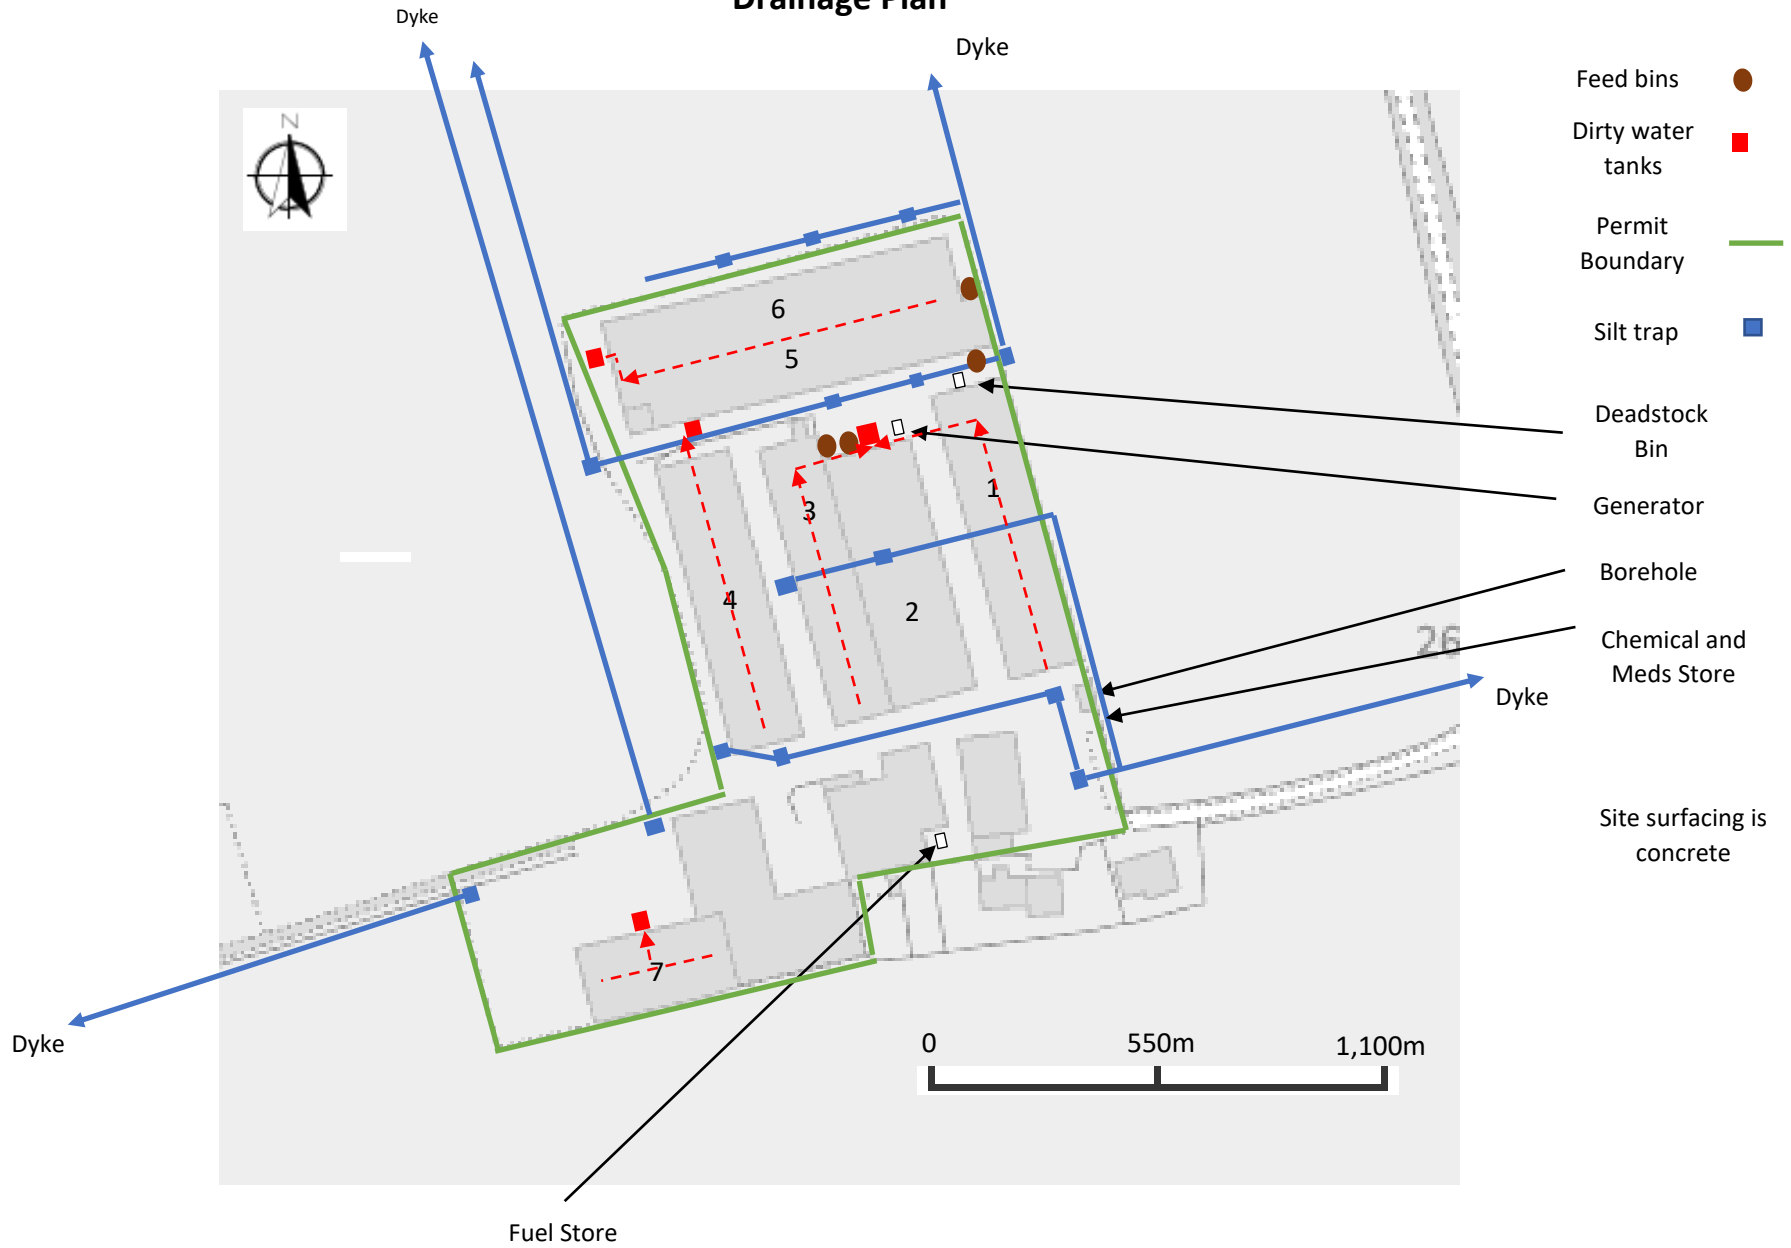 Drainage Plan
Dyke
Dyke
N
Feed bins
Dirty water
tanks
Permit
Boundary
Silt trap
Deadstock
Bin
Generator
Borehole
Chemical and
Meds Store
Dyke
Site surfacing is
concrete
26
6
5
1
3
4
2
7
Dyke
0
550m
1,100m
Fuel Store